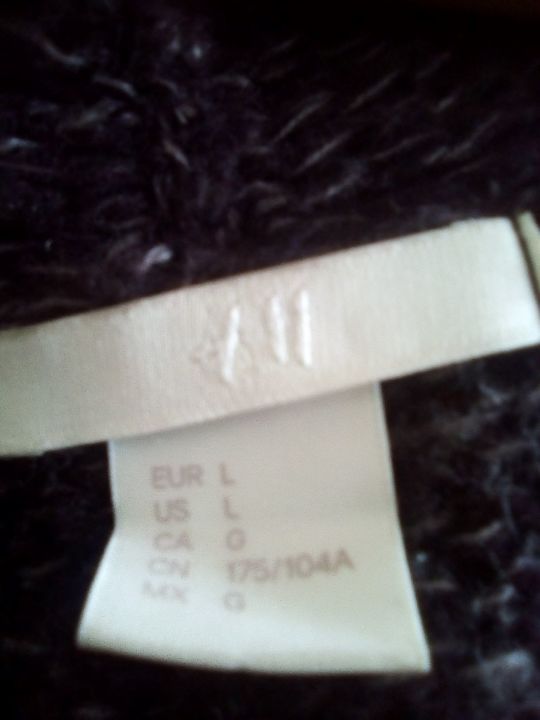 EUR L
US L
CA G
CN 175/104A
MX G